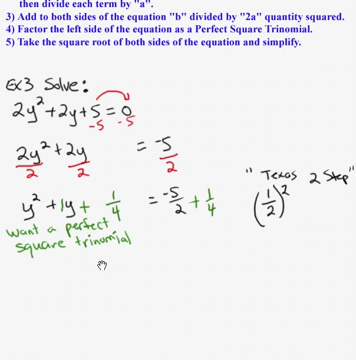 then divide each term by "a".
3) Add to both sides of the equation "b" divided by "2a" quantity squared.
4) Factor the left side of the equation as a Perfect Square Trinomial.
5) Take the square root of both sides of the equation and simplify.
Ex3 Solve:
2y² + 2y + 5 = 0
-5 -5
2y²/2 + 2y/2 = -5/2
" Texas 2 Step "
y² + 1y + 1/4 = -5/2 + 1/4 (1/2)²
want a perfect
square trinomial